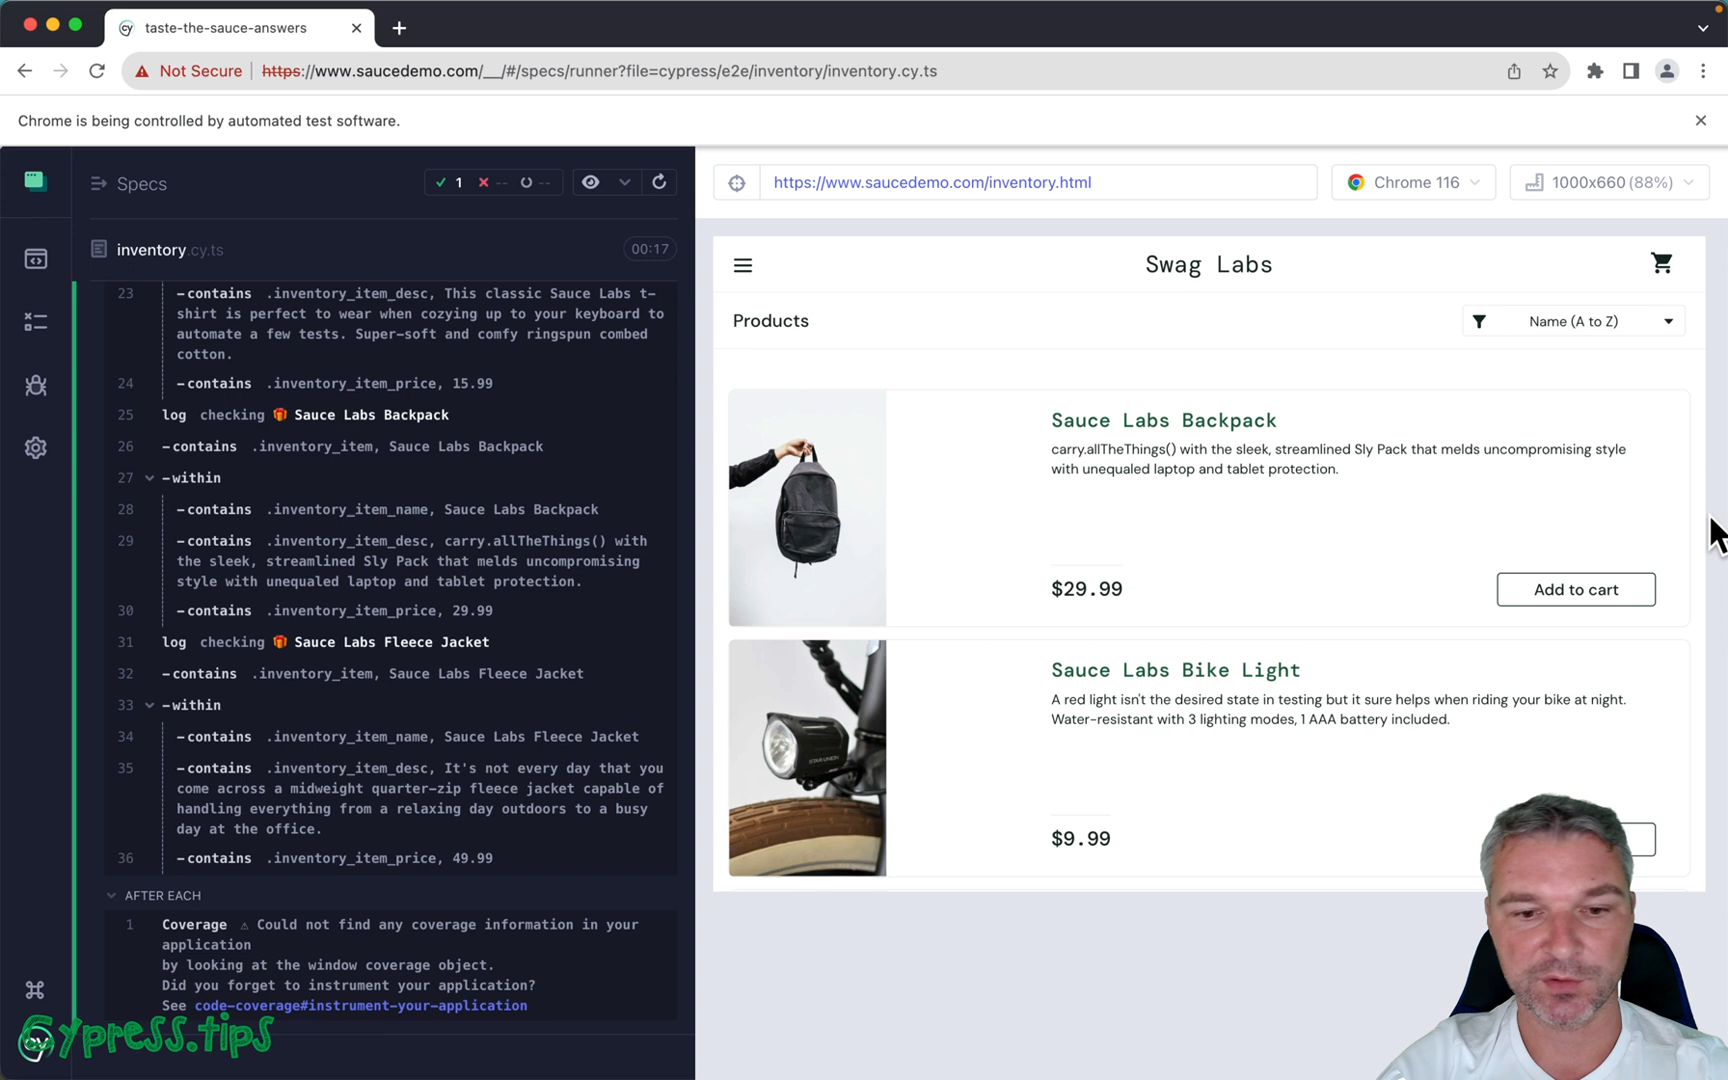 taste-the-sauce-answers
Not Secure
https://www.saucedemo.com/__/#/specs/runner?file=cypress/e2e/inventory/inventory.cy.ts
Chrome is being controlled by automated test software.
Specs
1
--
--
inventory.cy.ts
00:17
23 -contains .inventory_item_desc, This classic Sauce Labs t-
shirt is perfect to wear when cozying up to your keyboard to
automate a few tests. Super-soft and comfy ringspun combed
cotton.
24 -contains .inventory_item_price, 15.99
25 log checking 🎁 Sauce Labs Backpack
26 -contains .inventory_item, Sauce Labs Backpack
27 -within
28 -contains .inventory_item_name, Sauce Labs Backpack
29 -contains .inventory_item_desc, carry.allTheThings() with
the sleek, streamlined Sly Pack that melds uncompromising
style with unequaled laptop and tablet protection.
30 -contains .inventory_item_price, 29.99
31 log checking 🎁 Sauce Labs Fleece Jacket
32 -contains .inventory_item, Sauce Labs Fleece Jacket
33 -within
34 -contains .inventory_item_name, Sauce Labs Fleece Jacket
35 -contains .inventory_item_desc, It's not every day that you
come across a midweight quarter-zip fleece jacket capable of
handling everything from a relaxing day outdoors to a busy
day at the office.
36 -contains .inventory_item_price, 49.99
AFTER EACH
1 Coverage ⚠ Could not find any coverage information in your
application
by looking at the window coverage object.
Did you forget to instrument your application?
See code-coverage#instrument-your-application
Cypress.tips
cy
https://www.saucedemo.com/inventory.html
Chrome 116
1000x660 (88%)
Swag Labs
Products
Name (A to Z)
Sauce Labs Backpack
carry.allTheThings() with the sleek, streamlined Sly Pack that melds uncompromising style
with unequaled laptop and tablet protection.
$29.99
Add to cart
Sauce Labs Bike Light
A red light isn't the desired state in testing but it sure helps when riding your bike at night.
Water-resistant with 3 lighting modes, 1 AAA battery included.
$9.99